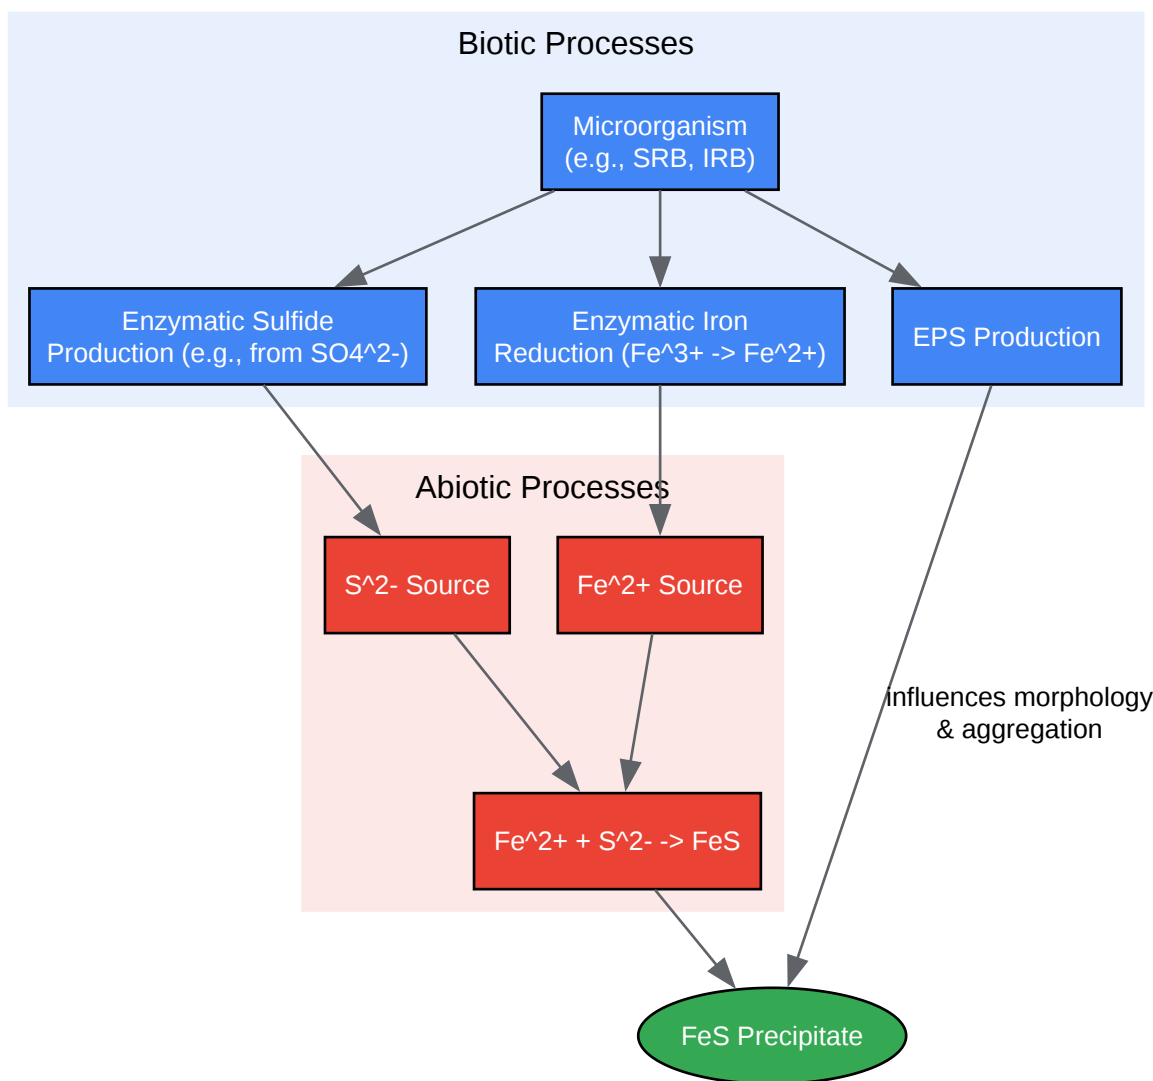 Biotic Processes
Microorganism
(e.g., SRB, IRB)
Enzymatic Sulfide
Production (e.g., from SO4^2-)
Enzymatic Iron
Reduction (Fe^3+ -> Fe^2+)
EPS Production
Abiotic Processes
S^2- Source
Fe^2+ Source
influences morphology
& aggregation
Fe^2+ + S^2- -> FeS
FeS Precipitate